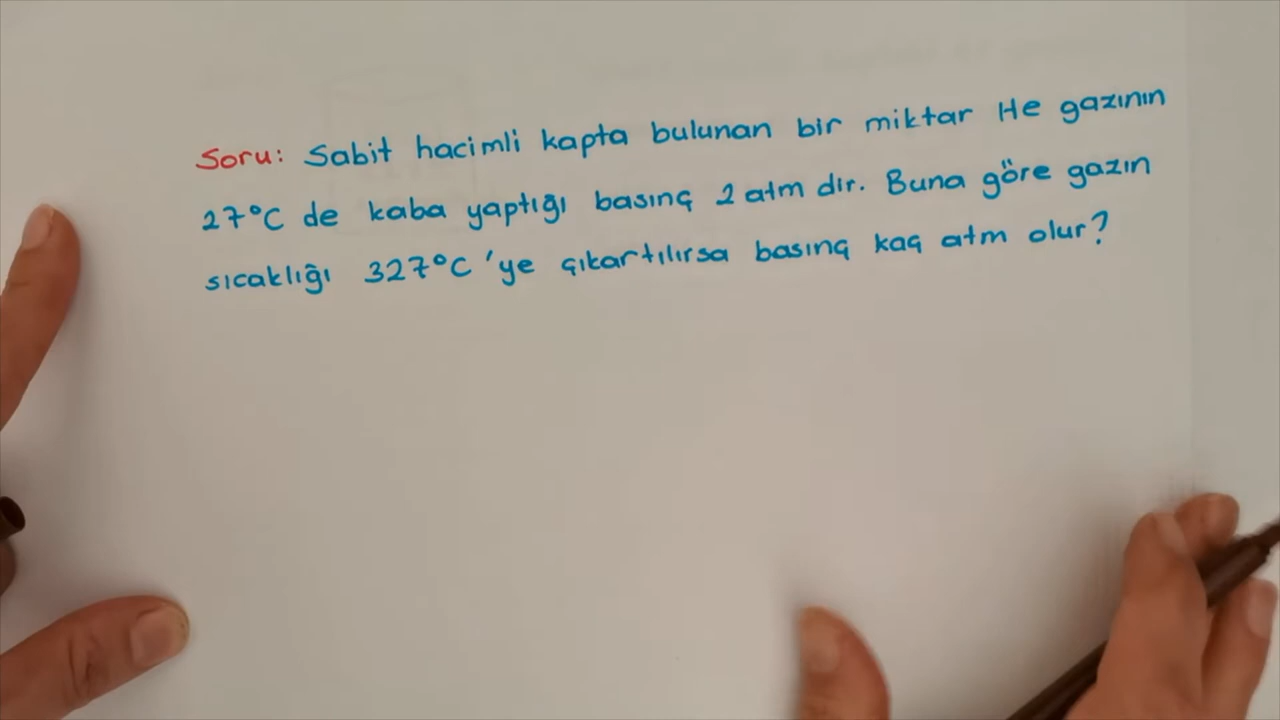 Soru: Sabit hacimli kapta bulunan bir miktar He gazının
27°C de kaba yaptığı basınç 2 atm dir. Buna göre gazın
sıcaklığı 327°C 'ye çıkartılırsa basınç kaç atm olur?